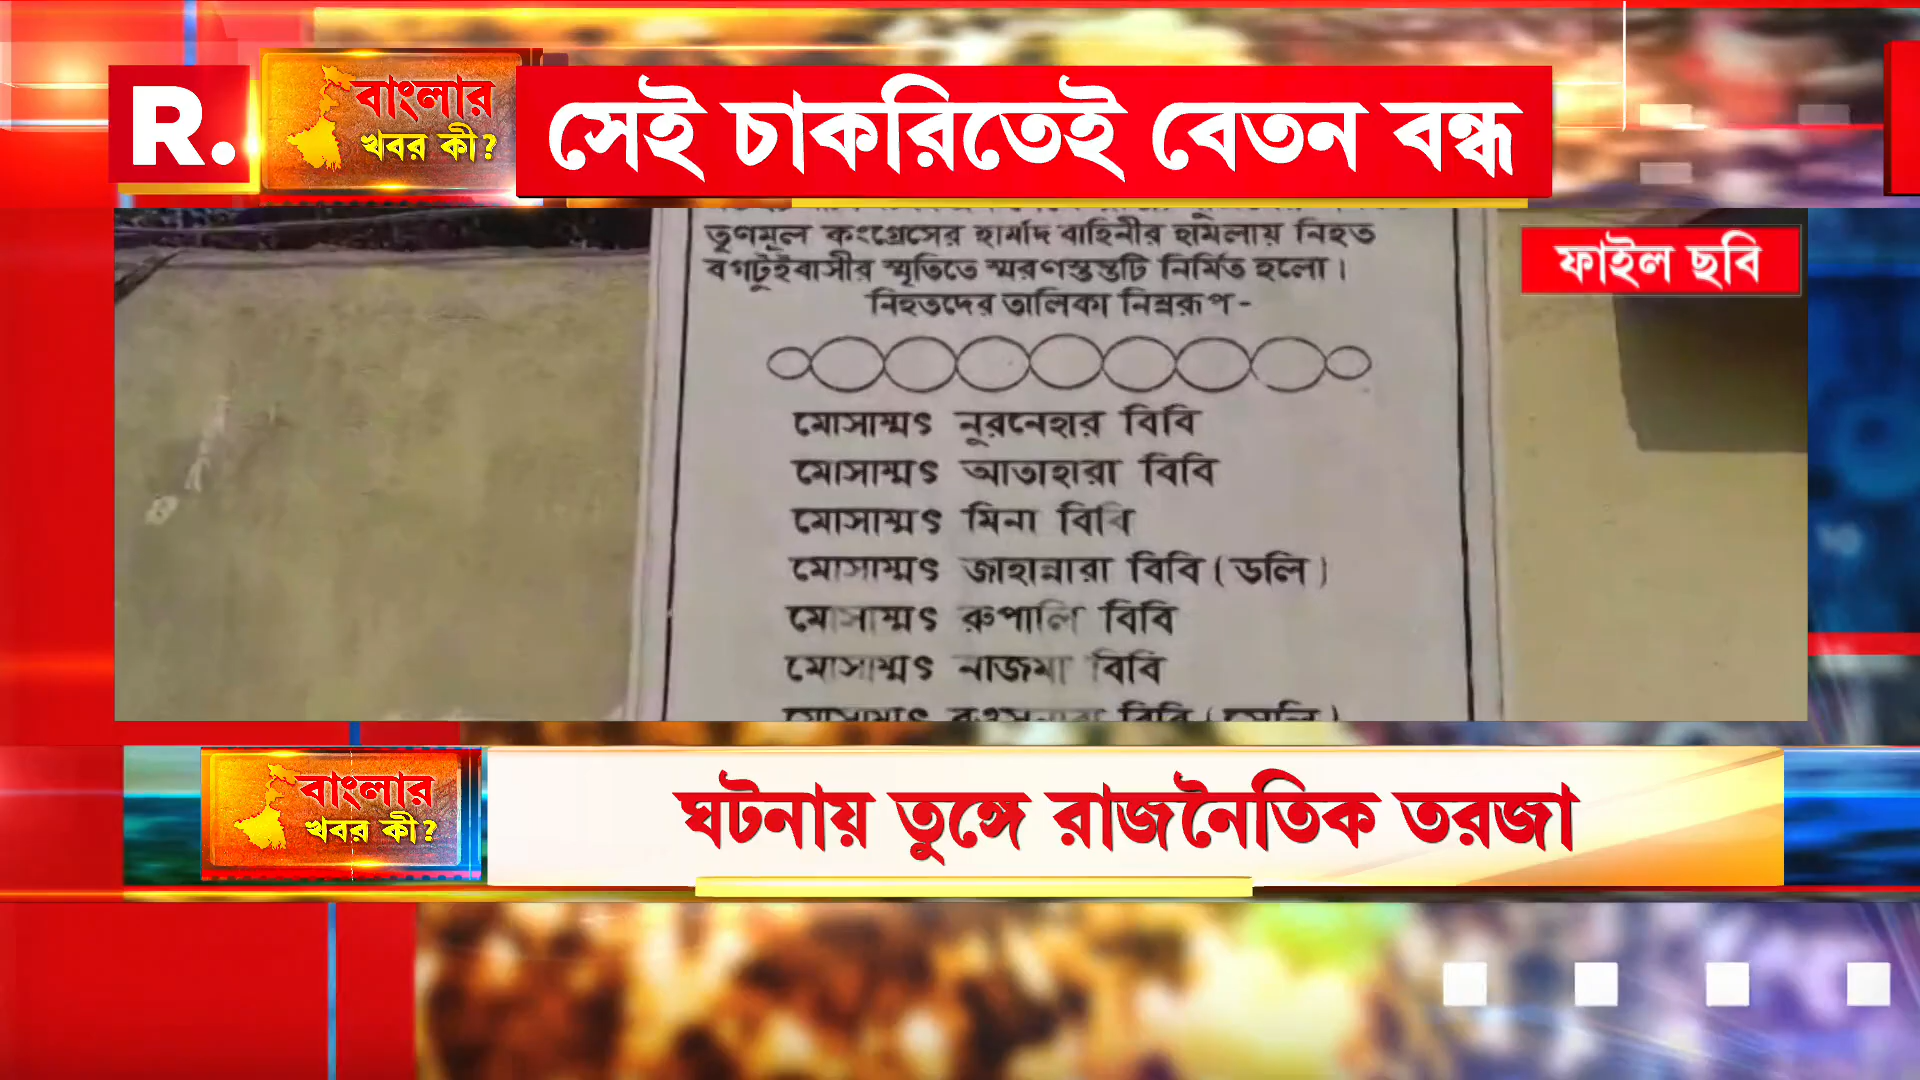 R.
বাংলার
খবর কী?
সেই চাকরিতেই বেতন বন্ধ
ফাইল ছবি
তৃণমূল কংগ্রেসের হার্মাদ বাহিনীর হামলায় নিহত
বগটুইবাসীর স্মৃতিতে স্মরণস্তম্ভটি নির্মিত হলো।
নিহতদের তালিকা নিম্নরূপ -
মোসাম্মৎ নুরনেহার বিবি
মোসাম্মৎ আতাহারা বিবি
মোসাম্মৎ মিনা বিবি
মোসাম্মৎ জাহান্নারা বিবি (ডলি)
মোসাম্মৎ রুপালি বিবি
মোসাম্মৎ নাজমা বিবি
মোসাম্মৎ বিবি
বাংলার
খবর কী?
ঘটনায় তুঙ্গে রাজনৈতিক তরজা